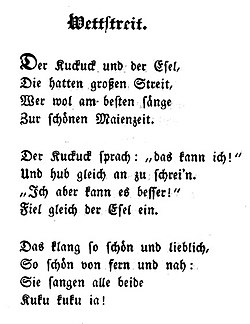 Wettstreit.
Der Kuckuck und der Esel,
Die hatten großen Streit,
Wer wol am besten sänge
Zur schönen Maienzeit.
Der Kuckuck sprach: „das kann ich!“
Und hub gleich an zu schrei'n.
„Ich aber kann es besser!“
Fiel gleich der Esel ein.
Das klang so schön und lieblich,
So schön von fern und nah:
Sie sangen alle beide
Kuku kuku ia!